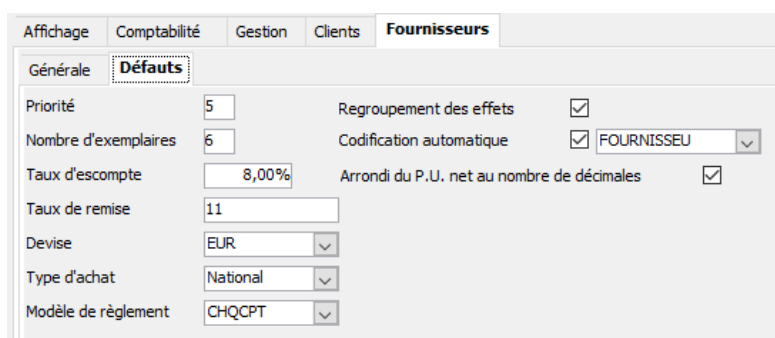 Affichage Comptabilité Gestion Clients Fournisseurs
Générale Défauts
Priorité 5 Regroupement des effets
Nombre d'exemplaires 6 Codification automatique FOURNISSEU
Taux d'escompte 8,00% Arrondi du P.U. net au nombre de décimales
Taux de remise 11
Devise EUR
Type d'achat National
Modèle de règlement CHQCPT